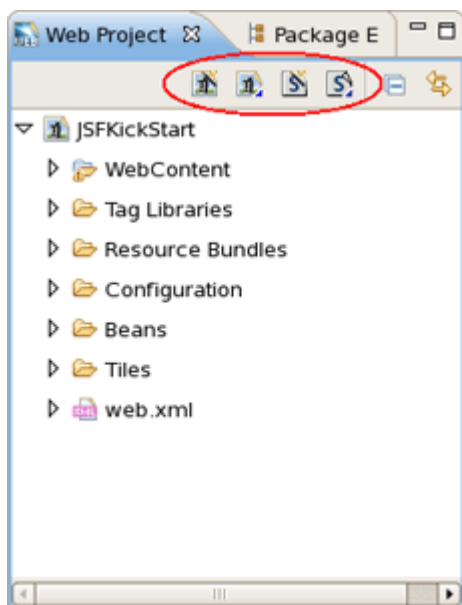 Web Project Package E
JSFKickStart
WebContent
Tag Libraries
Resource Bundles
Configuration
Beans
Tiles
web.xml